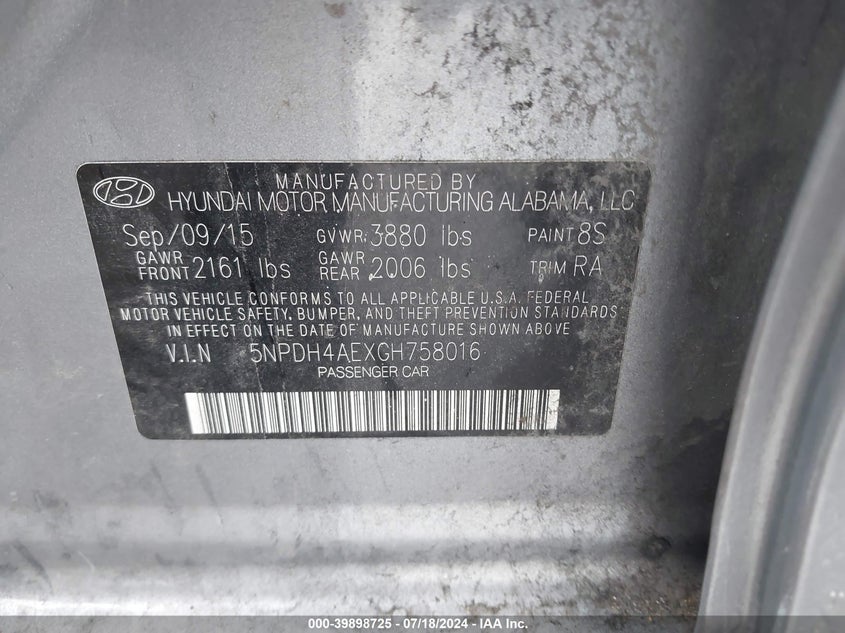 MANUFACTURED BY
HYUNDAI MOTOR MANUFACTURING ALABAMA, LLC
Sep/09/15 GVWR 3880 lbs PAINT 8S
GAWR FRONT 2161 lbs GAWR REAR 2006 lbs TRIM RA
THIS VEHICLE CONFORMS TO ALL APPLICABLE U.S.A. FEDERAL
MOTOR VEHICLE SAFETY, BUMPER, AND THEFT PREVENTION STANDARDS
IN EFFECT ON THE DATE OF MANUFACTURE SHOWN ABOVE
V.I.N 5NPDH4AEXGH758016
PASSENGER CAR
000-39898725 - 07/18/2024 - IAA Inc.